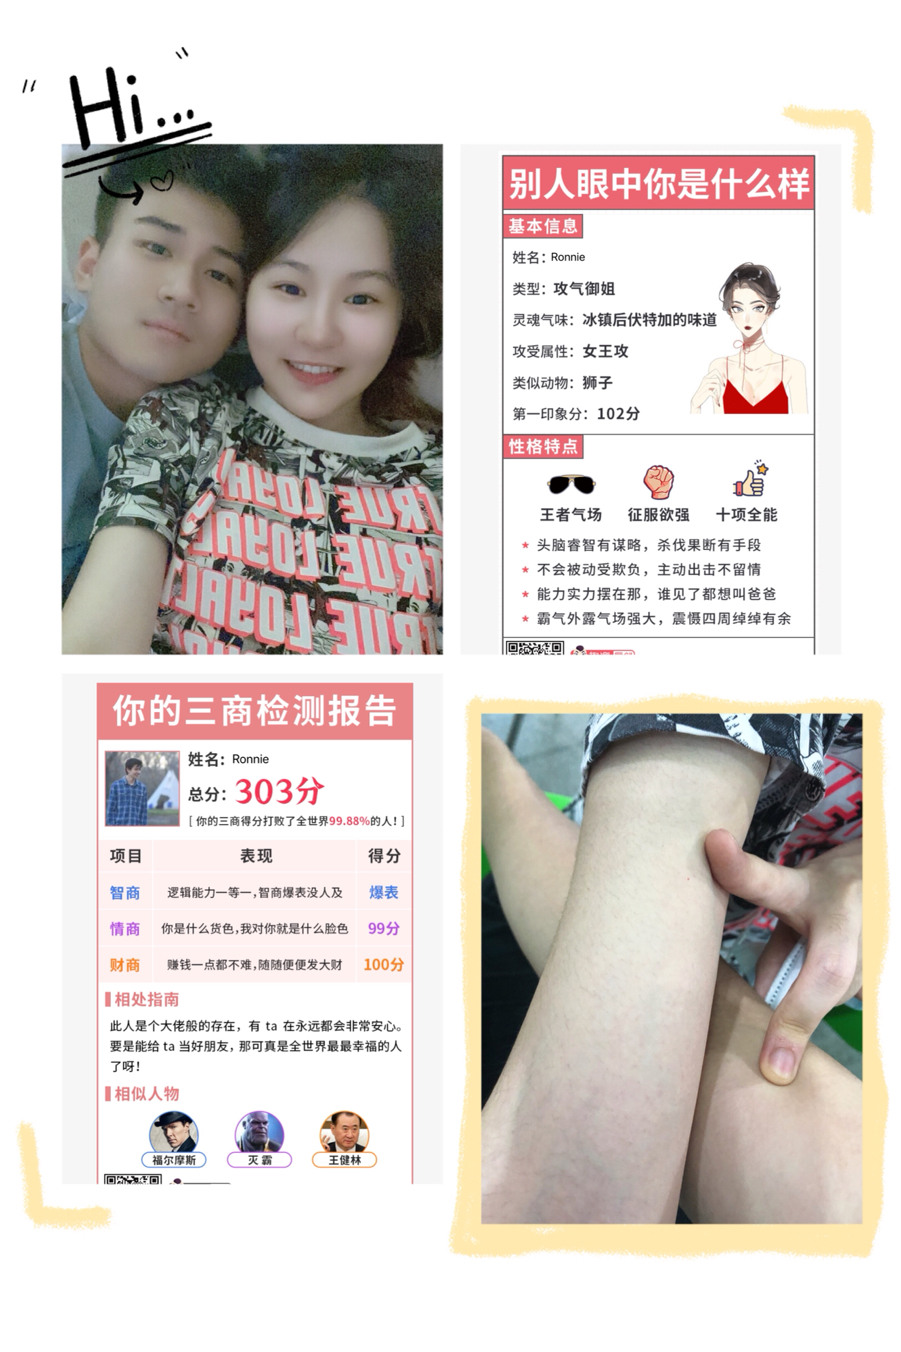 Hi...
TRUE LOYAL
TRUE LOYAL
TRUE LOYAL
TRUE LOYALT
别人眼中你是什么样
基本信息
姓名：Ronnie
类型：攻气御姐
灵魂气味：冰镇后伏特加的味道
攻受属性：女王攻
类似动物：狮子
第一印象分：102分
性格特点
王者气场 征服欲强 十项全能
* 头脑睿智有谋略，杀伐果断有手段
* 不会被动受欺负，主动出击不留情
* 能力实力摆在那，谁见了都想叫爸爸
* 霸气外露气场强大，震慑四周绰绰有余
你的三商检测报告
姓名：Ronnie
总分：303分
[ 你的三商得分打败了全世界99.88%的人！]
项目 表现 得分
智商 逻辑能力一等一，智商爆表没人及 爆表
情商 你是什么货色，我对你就是什么脸色 99分
财商 赚钱一点都不难，随随便便发大财 100分
相处指南
此人是个大佬般的存在，有 ta 在永远都会非常安心。
要是能给 ta 当好朋友，那可真是全世界最最幸福的人
了呀！
相似人物
福尔摩斯 灭霸 王健林